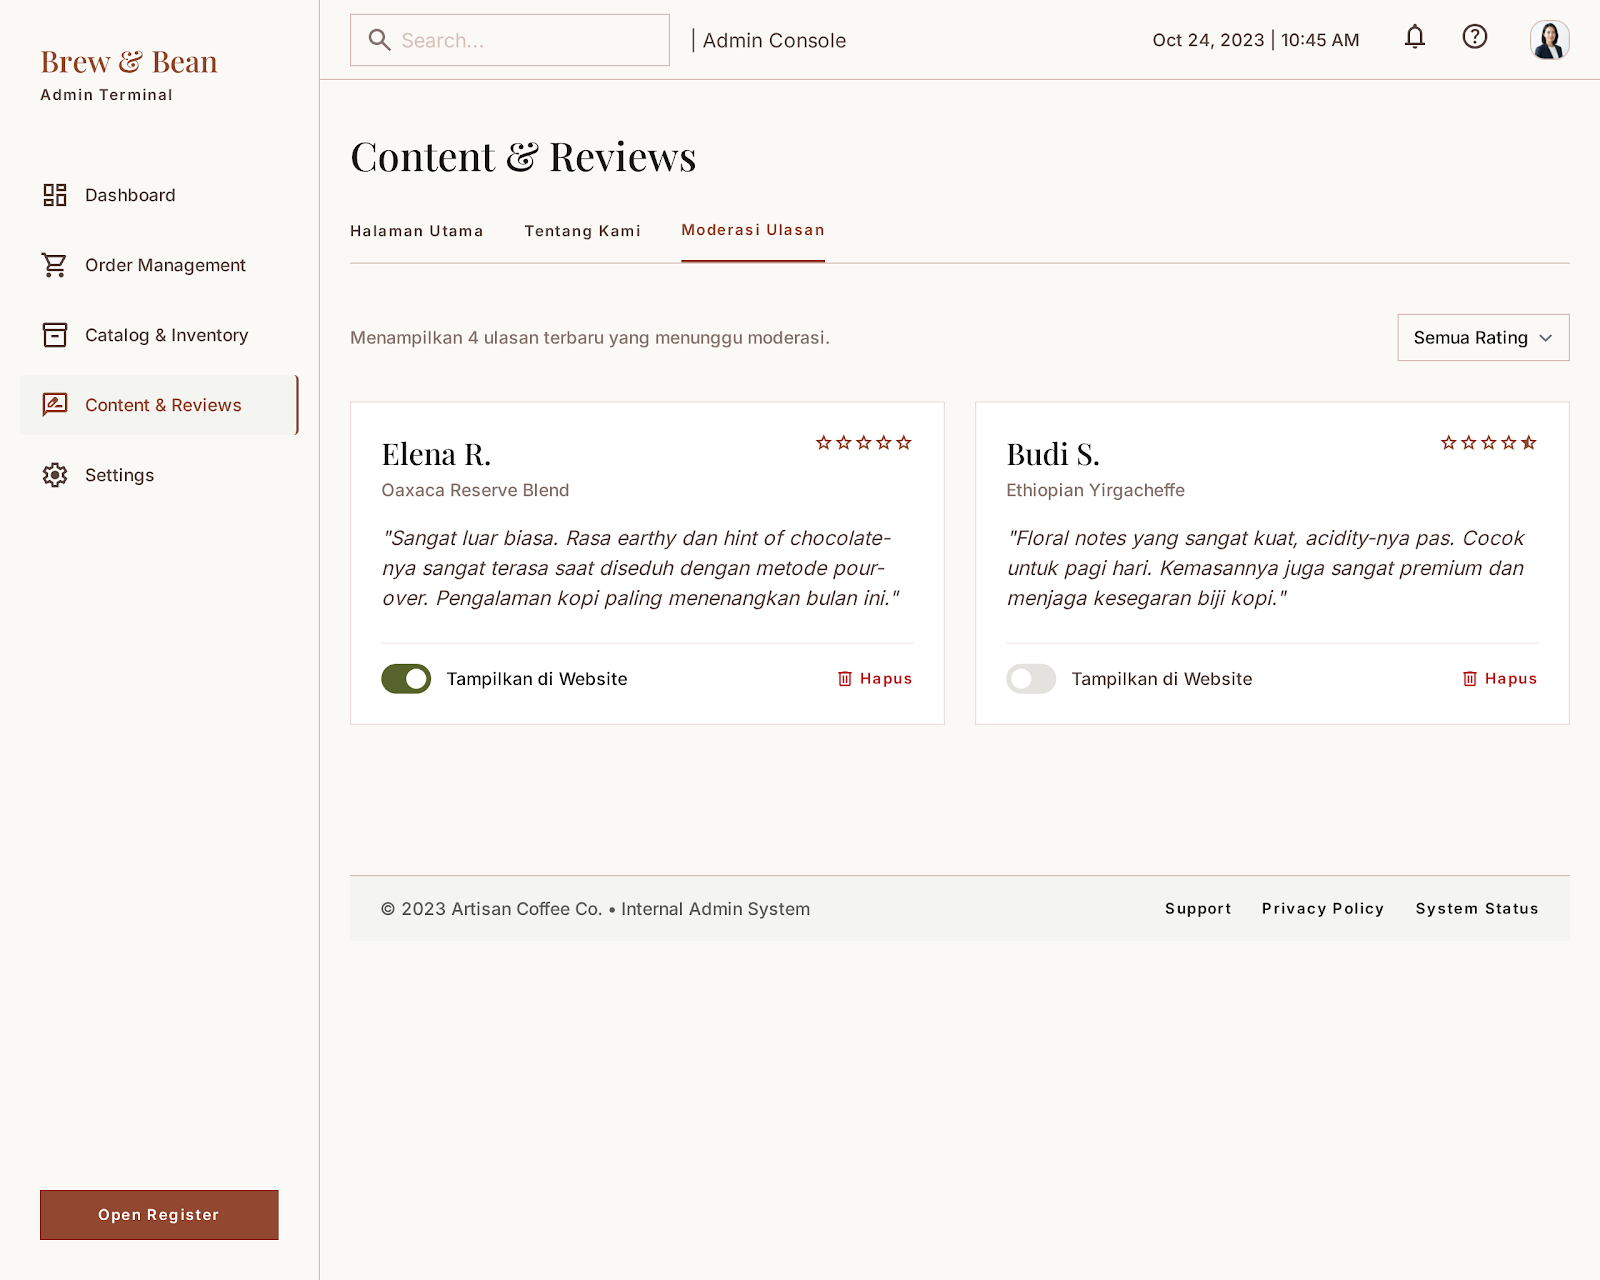 Brew & Bean
Admin Terminal
Dashboard
Order Management
Catalog & Inventory
Content & Reviews
Settings
Open Register
Search...
| Admin Console
Oct 24, 2023 | 10:45 AM
Content & Reviews
Halaman Utama
Tentang Kami
Moderasi Ulasan
Menampilkan 4 ulasan terbaru yang menunggu moderasi.
Semua Rating
Elena R.
Oaxaca Reserve Blend
"Sangat luar biasa. Rasa earthy dan hint of chocolate-
nya sangat terasa saat diseduh dengan metode pour-
over. Pengalaman kopi paling menenangkan bulan ini."
Tampilkan di Website
Hapus
Budi S.
Ethiopian Yirgacheffe
"Floral notes yang sangat kuat, acidity-nya pas. Cocok
untuk pagi hari. Kemasannya juga sangat premium dan
menjaga kesegaran biji kopi."
Tampilkan di Website
Hapus
© 2023 Artisan Coffee Co. • Internal Admin System
Support
Privacy Policy
System Status